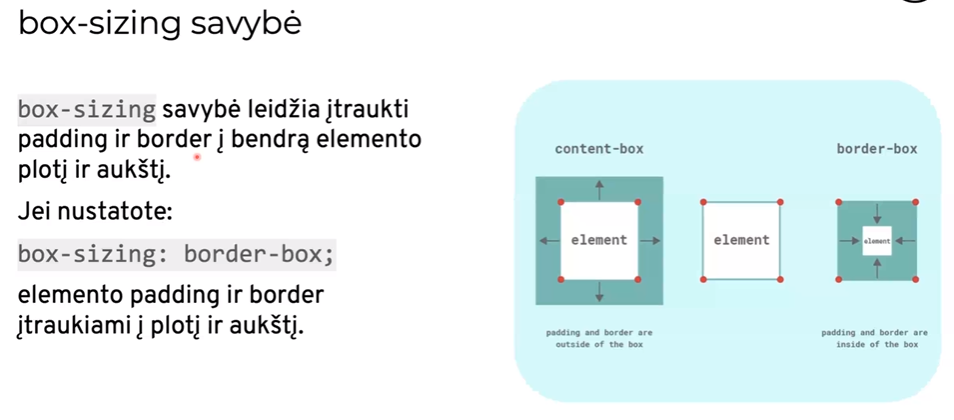 box-sizing savybė
box-sizing savybė leidžia įtraukti
padding ir border į bendrą elemento
plotį ir aukštį.
Jei nustatote:
box-sizing: border-box;
elemento padding ir border
įtraukiami į plotį ir aukštį.
content-box
border-box
element
element
element
padding and border are
outside of the box
padding and border are
inside of the box